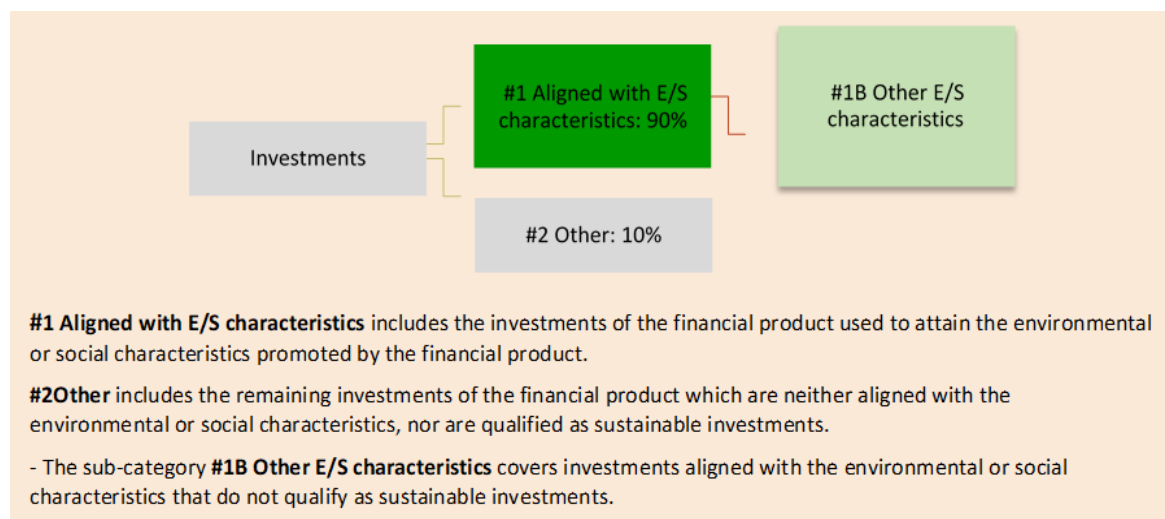 #1 Aligned with E/S
characteristics: 90%
#1B Other E/S
characteristics
Investments
#2 Other: 10%
#1 Aligned with E/S characteristics includes the investments of the financial product used to attain the environmental
or social characteristics promoted by the financial product.
#2Other includes the remaining investments of the financial product which are neither aligned with the
environmental or social characteristics, nor are qualified as sustainable investments.
- The sub-category #1B Other E/S characteristics covers investments aligned with the environmental or social
characteristics that do not qualify as sustainable investments.